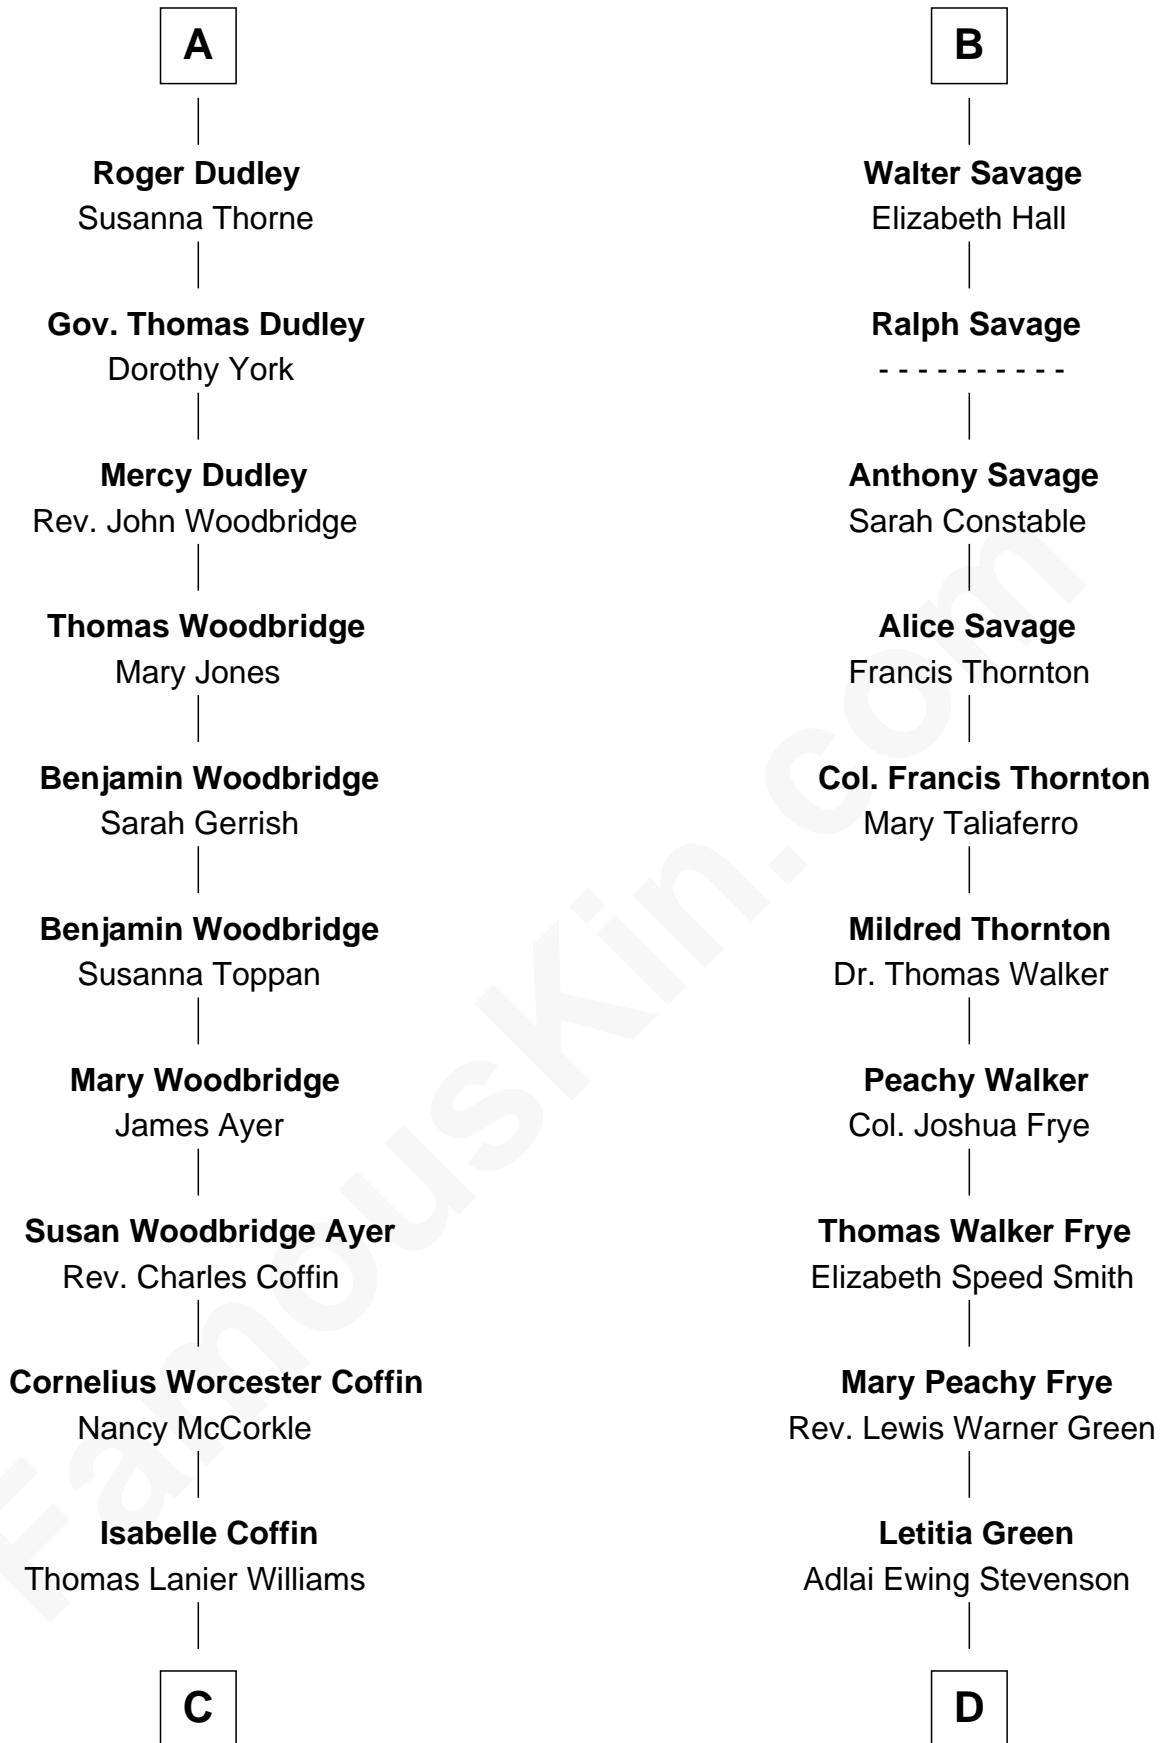 A
Roger Dudley
Susanna Thorne
Gov. Thomas Dudley
Dorothy York
Mercy Dudley
Rev. John Woodbridge
Thomas Woodbridge
Mary Jones
Benjamin Woodbridge
Sarah Gerrish
Benjamin Woodbridge
Susanna Toppan
Mary Woodbridge
James Ayer
Susan Woodbridge Ayer
Rev. Charles Coffin
Cornelius Worcester Coffin
Nancy McCorkle
Isabelle Coffin
Thomas Lanier Williams
C
B
Walter Savage
Elizabeth Hall
Ralph Savage
- - - - - - - - - -
Anthony Savage
Sarah Constable
Alice Savage
Francis Thornton
Col. Francis Thornton
Mary Taliaferro
Mildred Thornton
Dr. Thomas Walker
Peachy Walker
Col. Joshua Frye
Thomas Walker Frye
Elizabeth Speed Smith
Mary Peachy Frye
Rev. Lewis Warner Green
Letitia Green
Adlai Ewing Stevenson
D
FamousKin.com